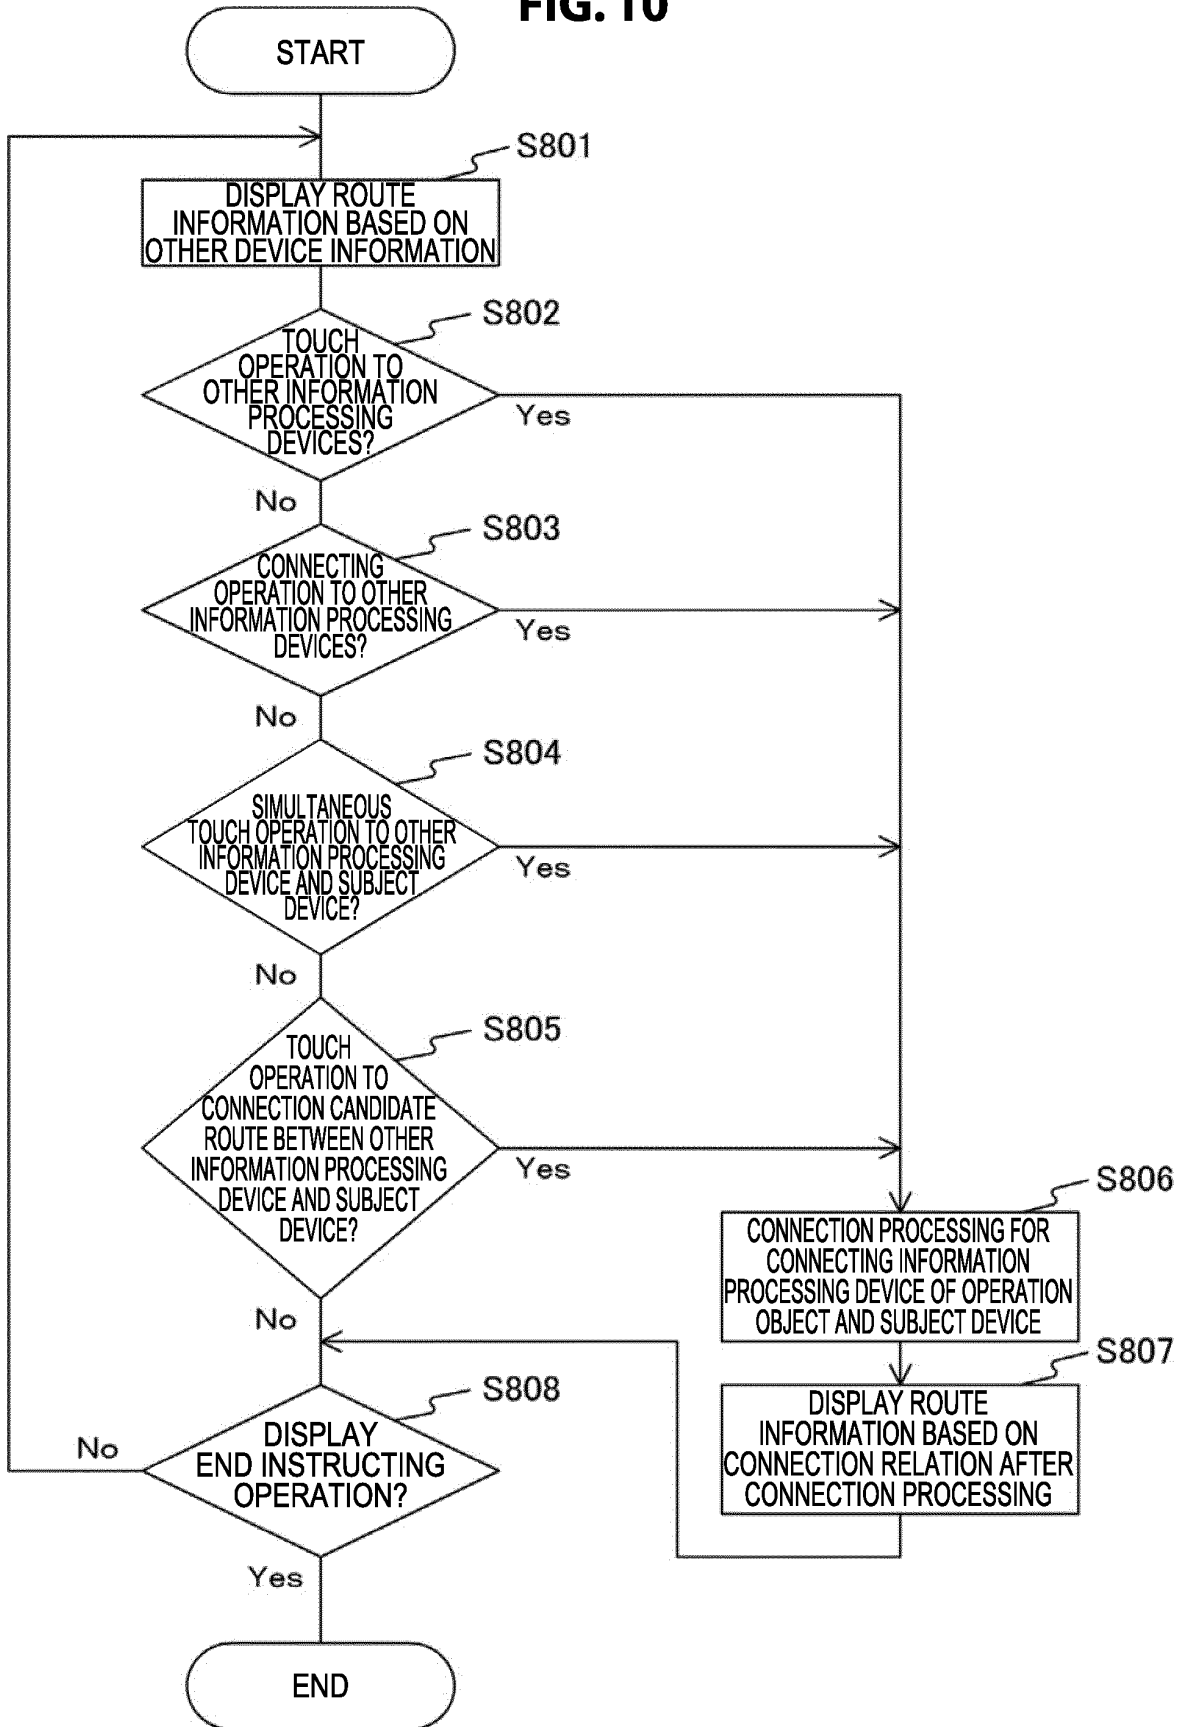 FIG. 10
START
S801
DISPLAY ROUTE
INFORMATION BASED ON
OTHER DEVICE INFORMATION
S802
TOUCH
OPERATION TO
OTHER INFORMATION
PROCESSING
DEVICES?
Yes
No
S803
CONNECTING
OPERATION TO OTHER
INFORMATION PROCESSING
DEVICES?
Yes
No
S804
SIMULTANEOUS
TOUCH OPERATION TO OTHER
INFORMATION PROCESSING
DEVICE AND SUBJECT
DEVICE?
Yes
No
S805
TOUCH
OPERATION TO
CONNECTION CANDIDATE
ROUTE BETWEEN OTHER
INFORMATION PROCESSING
DEVICE AND SUBJECT
DEVICE?
Yes
No
S806
CONNECTION PROCESSING FOR
CONNECTING INFORMATION
PROCESSING DEVICE OF OPERATION
OBJECT AND SUBJECT DEVICE
S807
DISPLAY ROUTE
INFORMATION BASED ON
CONNECTION RELATION AFTER
CONNECTION PROCESSING
S808
DISPLAY
END INSTRUCTING
OPERATION?
No
Yes
END